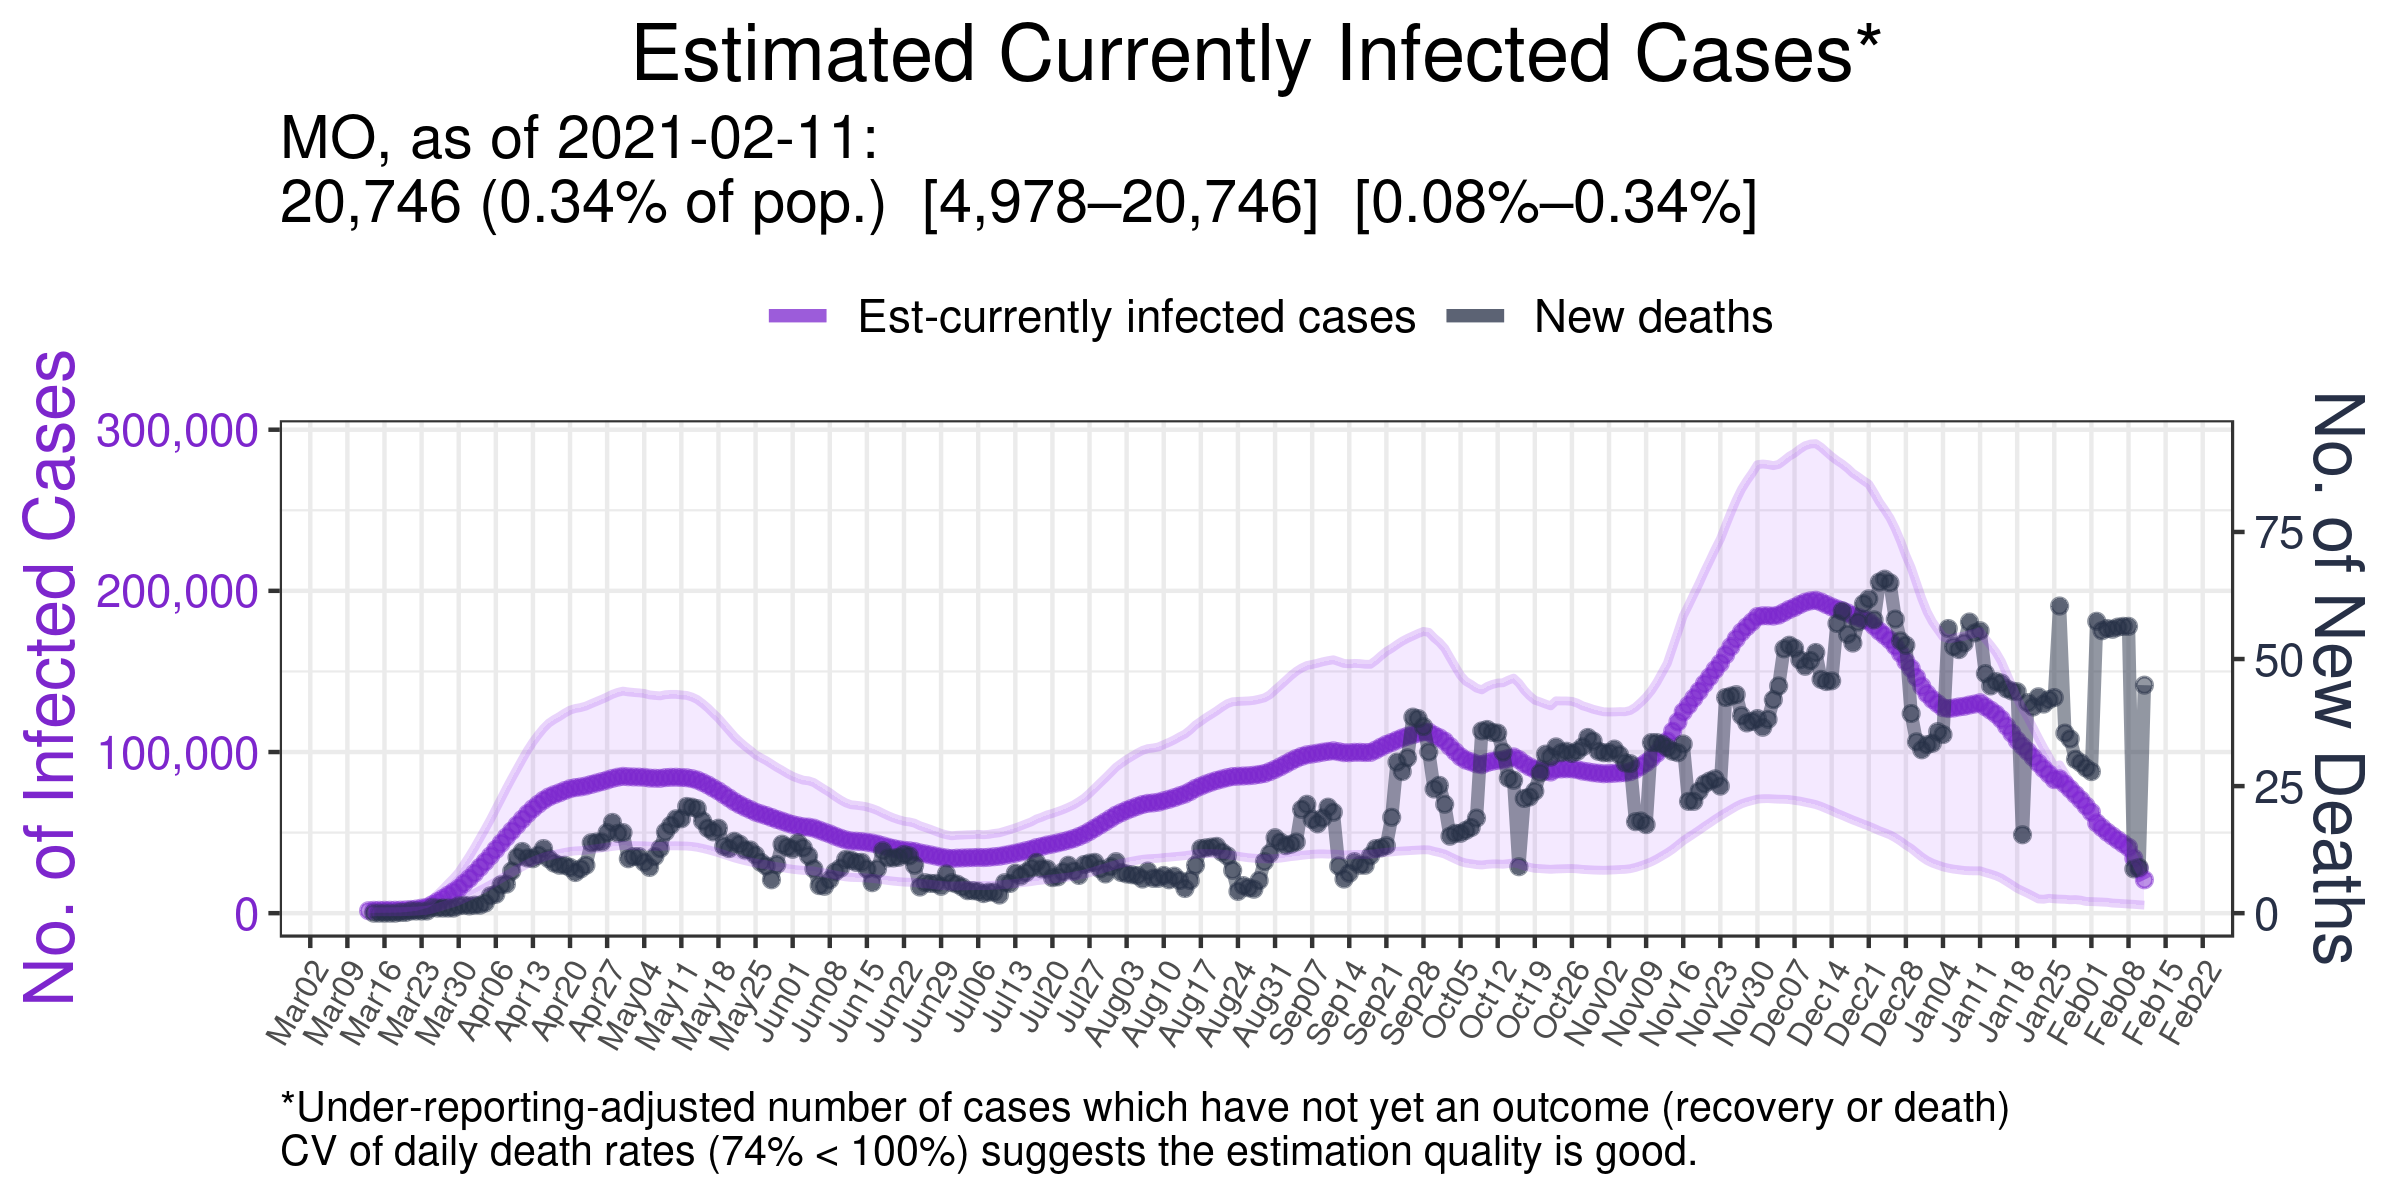 Estimated Currently Infected Cases*
MO, as of 2021-02-11:
20,746 (0.34% of pop.) [4,978–20,746] [0.08%–0.34%]
Est-currently infected cases New deaths
No. of Infected Cases
300,000
200,000
100,000
0
75
50
25
0
No. of New Deaths
Mar02 Mar09 Mar16 Mar23 Mar30 Apr06 Apr13 Apr20 Apr27 May04 May11 May18 May25 Jun01 Jun08 Jun15 Jun22 Jun29 Jul06 Jul13 Jul20 Jul27 Aug03 Aug10 Aug17 Aug24 Aug31 Sep07 Sep14 Sep21 Sep28 Oct05 Oct12 Oct19 Oct26 Nov02 Nov09 Nov16 Nov23 Nov30 Dec07 Dec14 Dec21 Dec28 Jan04 Jan11 Jan18 Jan25 Feb01 Feb08 Feb15 Feb22
*Under-reporting-adjusted number of cases which have not yet an outcome (recovery or death)
CV of daily death rates (74% < 100%) suggests the estimation quality is good.